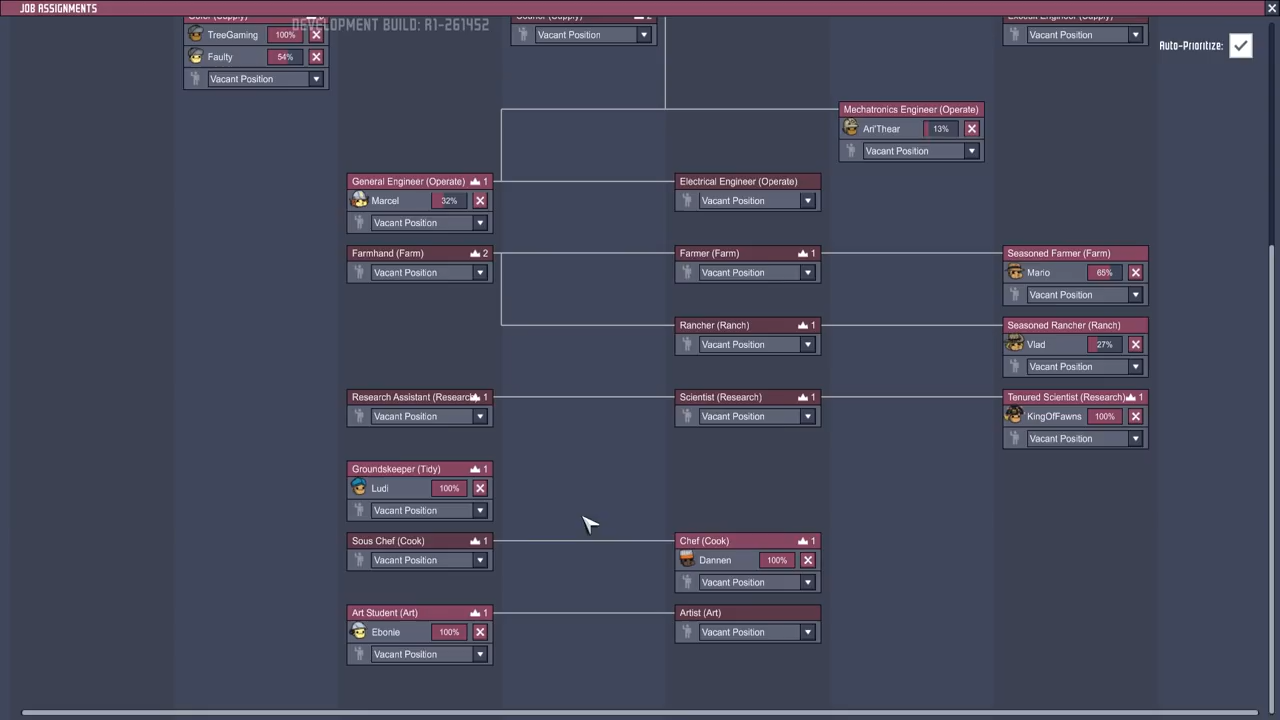 JOB ASSIGNMENTS
DEVELOPMENT BUILD: R1-261452
Auto-Prioritize:
TreeGaming 100%
Faulty 54%
Vacant Position
Vacant Position
Vacant Position
Mechatronics Engineer (Operate)
Ari'Thear 13%
Vacant Position
General Engineer (Operate) 1
Marcel 32%
Vacant Position
Electrical Engineer (Operate)
Vacant Position
Farmhand (Farm) 2
Vacant Position
Farmer (Farm) 1
Vacant Position
Seasoned Farmer (Farm)
Mario 65%
Vacant Position
Rancher (Ranch) 1
Vacant Position
Seasoned Rancher (Ranch)
Vlad 27%
Vacant Position
Research Assistant (Research 1
Vacant Position
Scientist (Research) 1
Vacant Position
Tenured Scientist (Research) 1
KingOfFawns 100%
Vacant Position
Groundskeeper (Tidy) 1
Ludi 100%
Vacant Position
Sous Chef (Cook) 1
Vacant Position
Chef (Cook) 1
Dannen 100%
Vacant Position
Art Student (Art) 1
Ebonie 100%
Vacant Position
Artist (Art)
Vacant Position